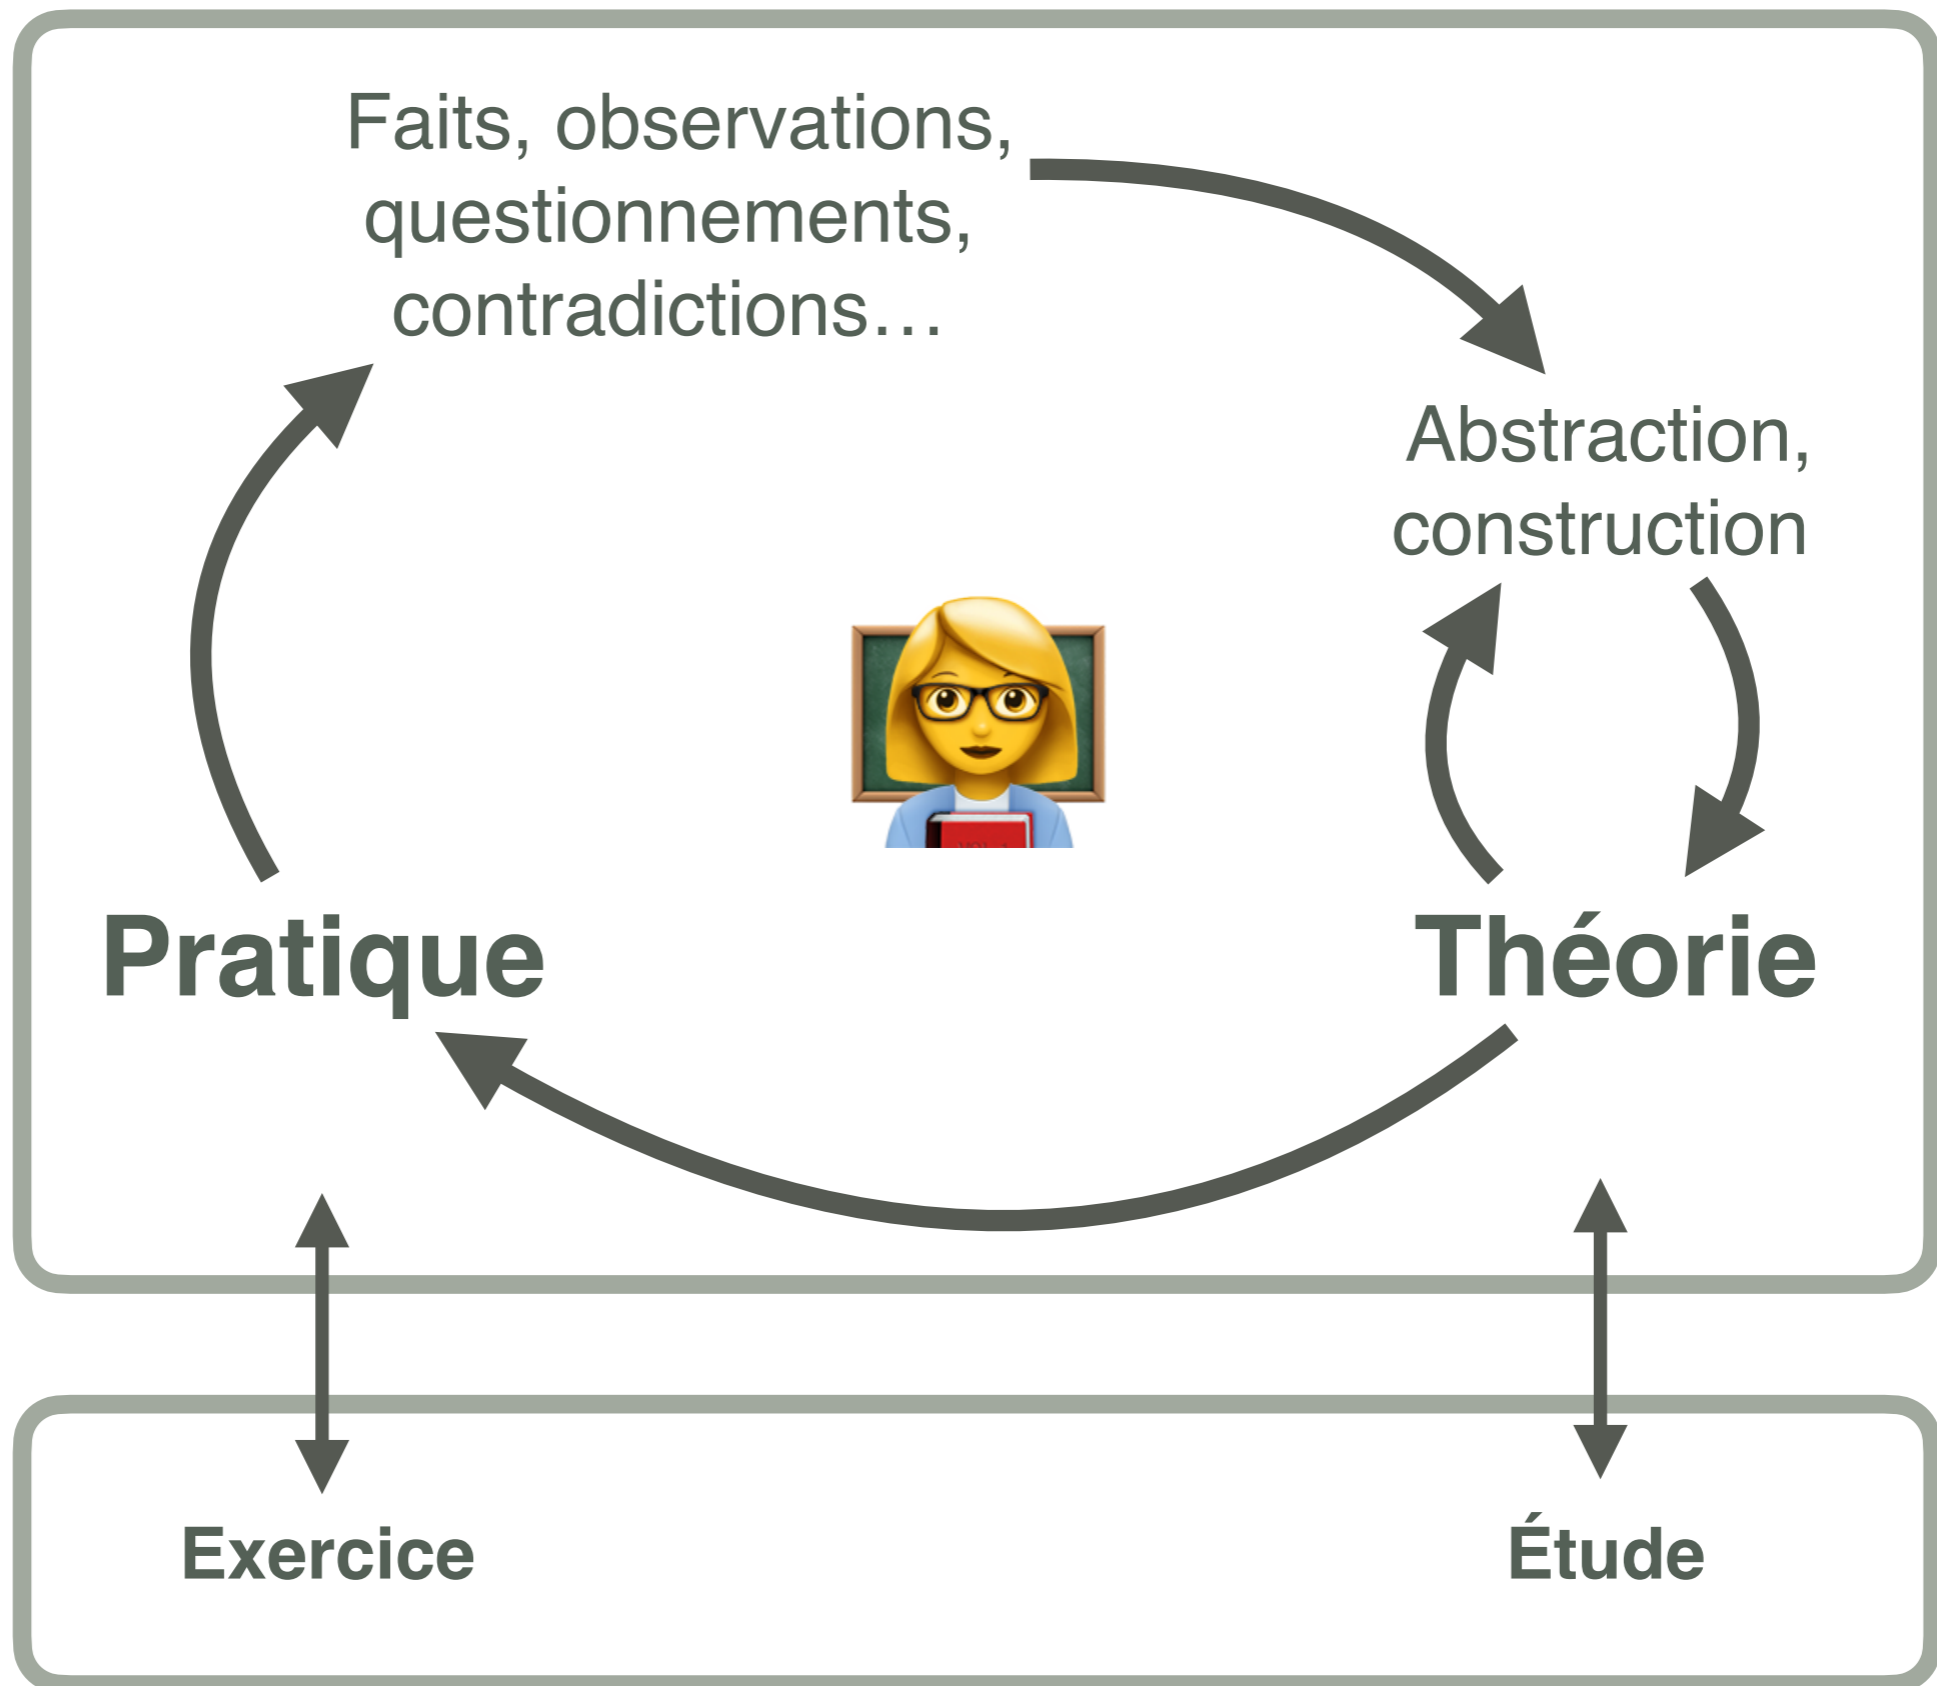 Faits, observations,
questionnements,
contradictions…
Abstraction,
construction
Pratique
Théorie
Exercice
Étude